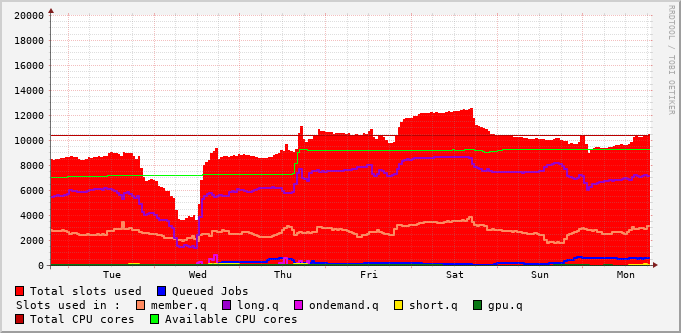 20000
18000
16000
14000
12000
10000
8000
6000
4000
2000
0
Tue Wed Thu Fri Sat Sun Mon
RRDTOOL / TOBI OETIKER
Total slots used Queued Jobs
Slots used in : member.q long.q ondemand.q short.q gpu.q
Total CPU cores Available CPU cores